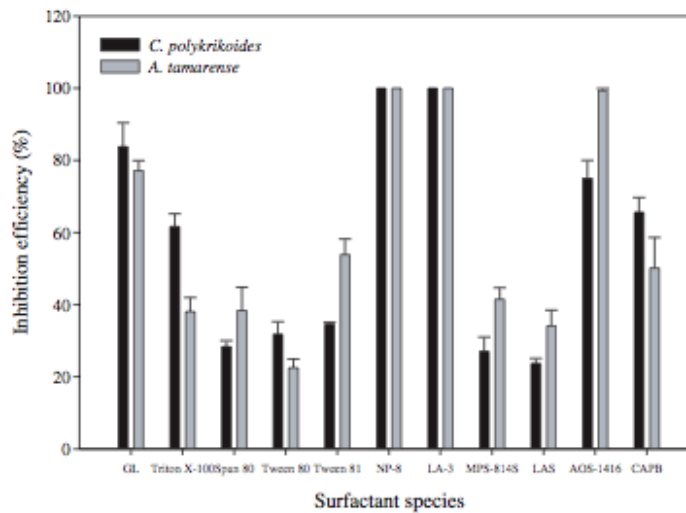 120
100
80
60
40
20
0
Inhibition efficiency (%)
C. polykrikoides
A. tamarense
GL Triton X-100 Span 80 Tween 80 Tween 81 NP-8 LA-3 MPS-814S LAS AOS-1416 CAPB
Surfactant species